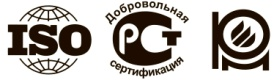 ISO
Добровольная
РСТ
сертификация